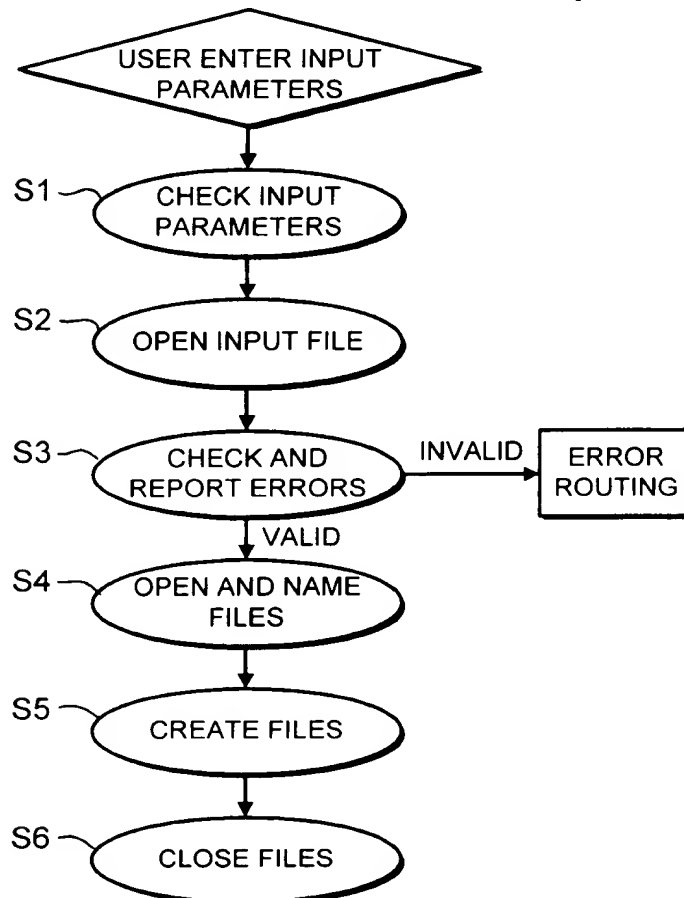 USER ENTER INPUT
PARAMETERS
S1
CHECK INPUT
PARAMETERS
S2
OPEN INPUT FILE
S3
CHECK AND
REPORT ERRORS
INVALID
ERROR
ROUTING
VALID
S4
OPEN AND NAME
FILES
S5
CREATE FILES
S6
CLOSE FILES